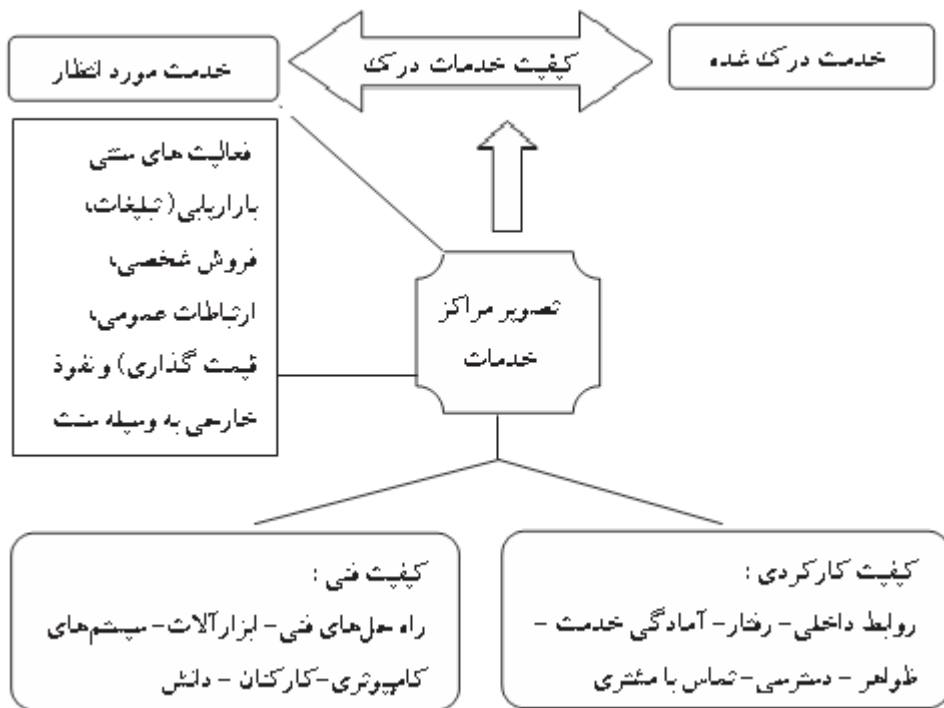 خدمت مورد انتظار
کیفیت خدمات درک
خدمت درک شده
فعالیت های سنتی
بازاریابی(تبلیغات،
فروش شخصی،
ارتباطات عمومی،
قیمت گذاری) و نفوذ
خارجی به وسیله سنت
تصویر مراکز
خدمات
کیفیت کارکردی :
روابط داخلی- رفتار- آمادگی خدمت -
ظواهر - دسترسی- تماس با مشتری
کیفیت فنی :
راه حل‌های فنی- ابزارآلات- سیستم‌های
کامپیوتری-کارکنان - دانش